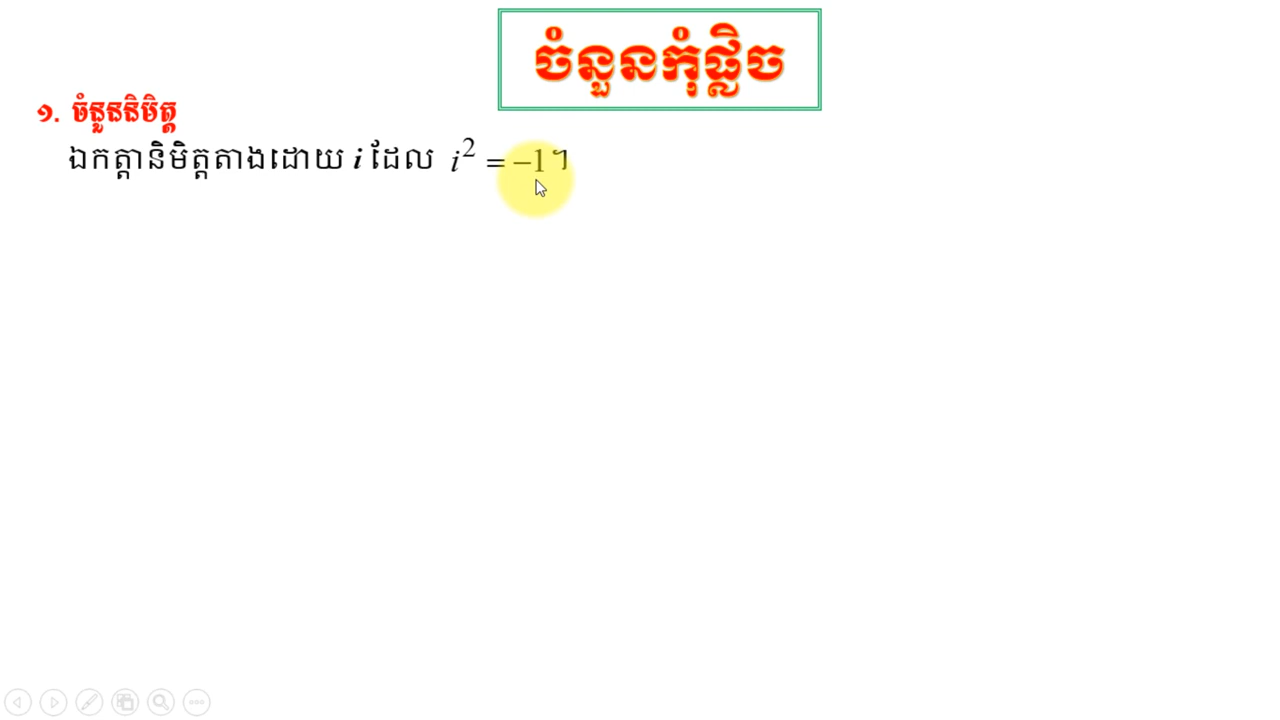 ចំនួនកុំផ្លិច
១. ចំនួននិមិត្ត
ឯកត្តានិមិត្តតាងដោយ i ដែល i² = −1។